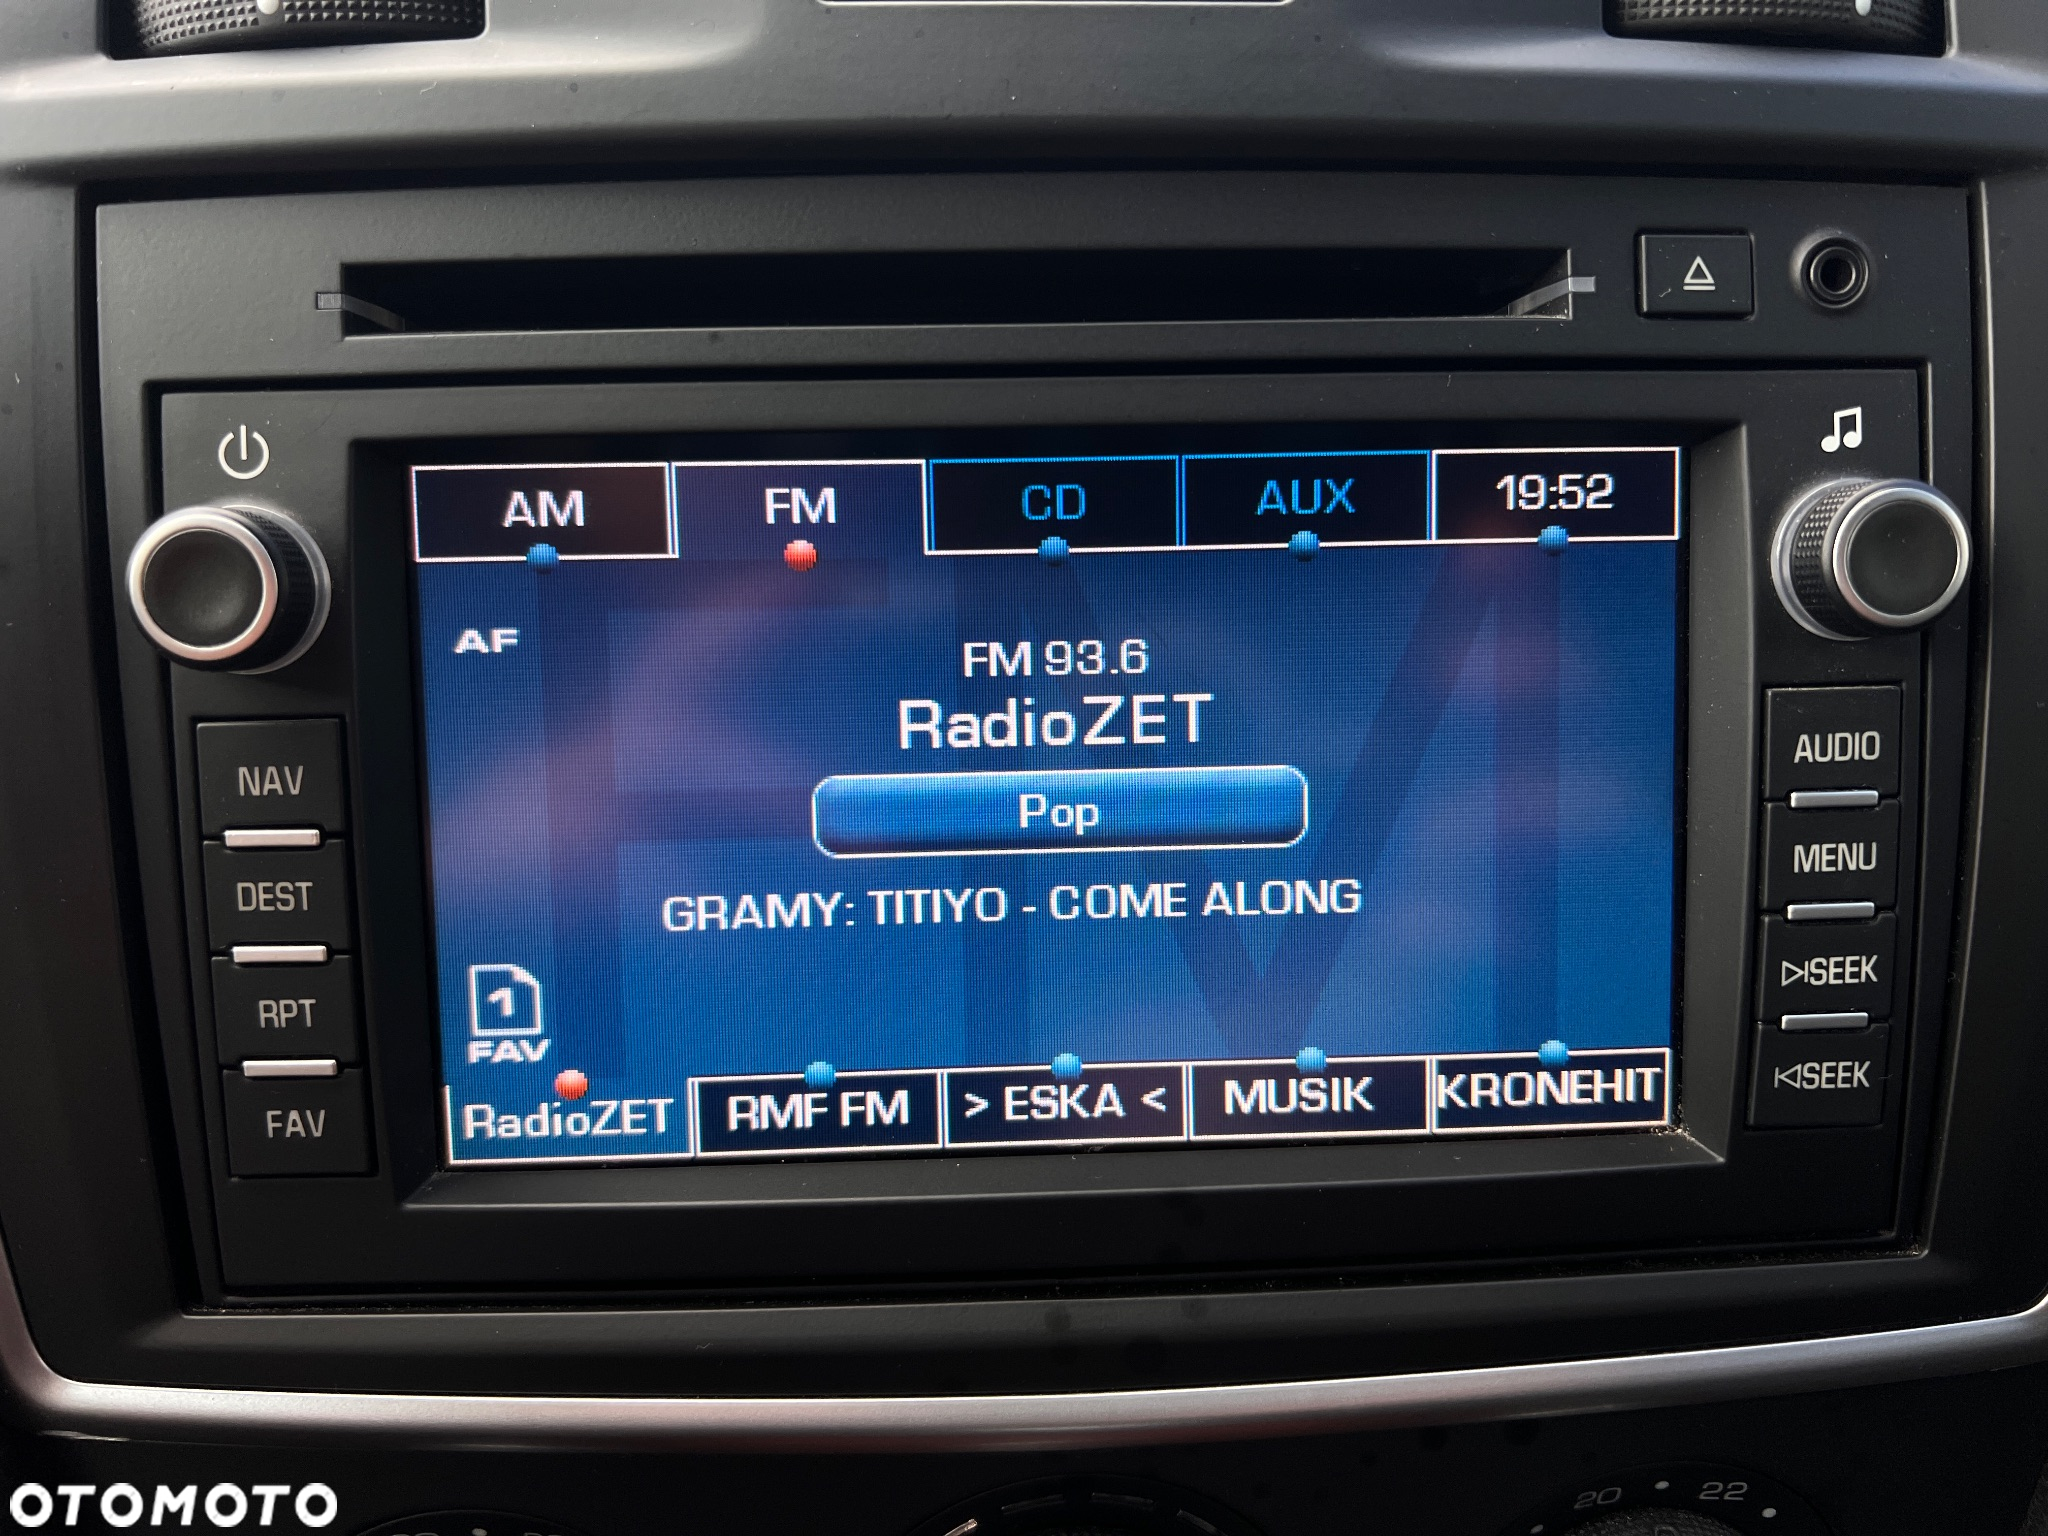 AM FM CD AUX 19:52
AF
FM 93.6
RadioZET
Pop
GRAMY: TITIYO - COME ALONG
1
FAV
RadioZET RMF FM > ESKA < MUSIK KRONEHIT
NAV
DEST
RPT
FAV
AUDIO
MENU
SEEK
SEEK
20 22
OTOMOTO